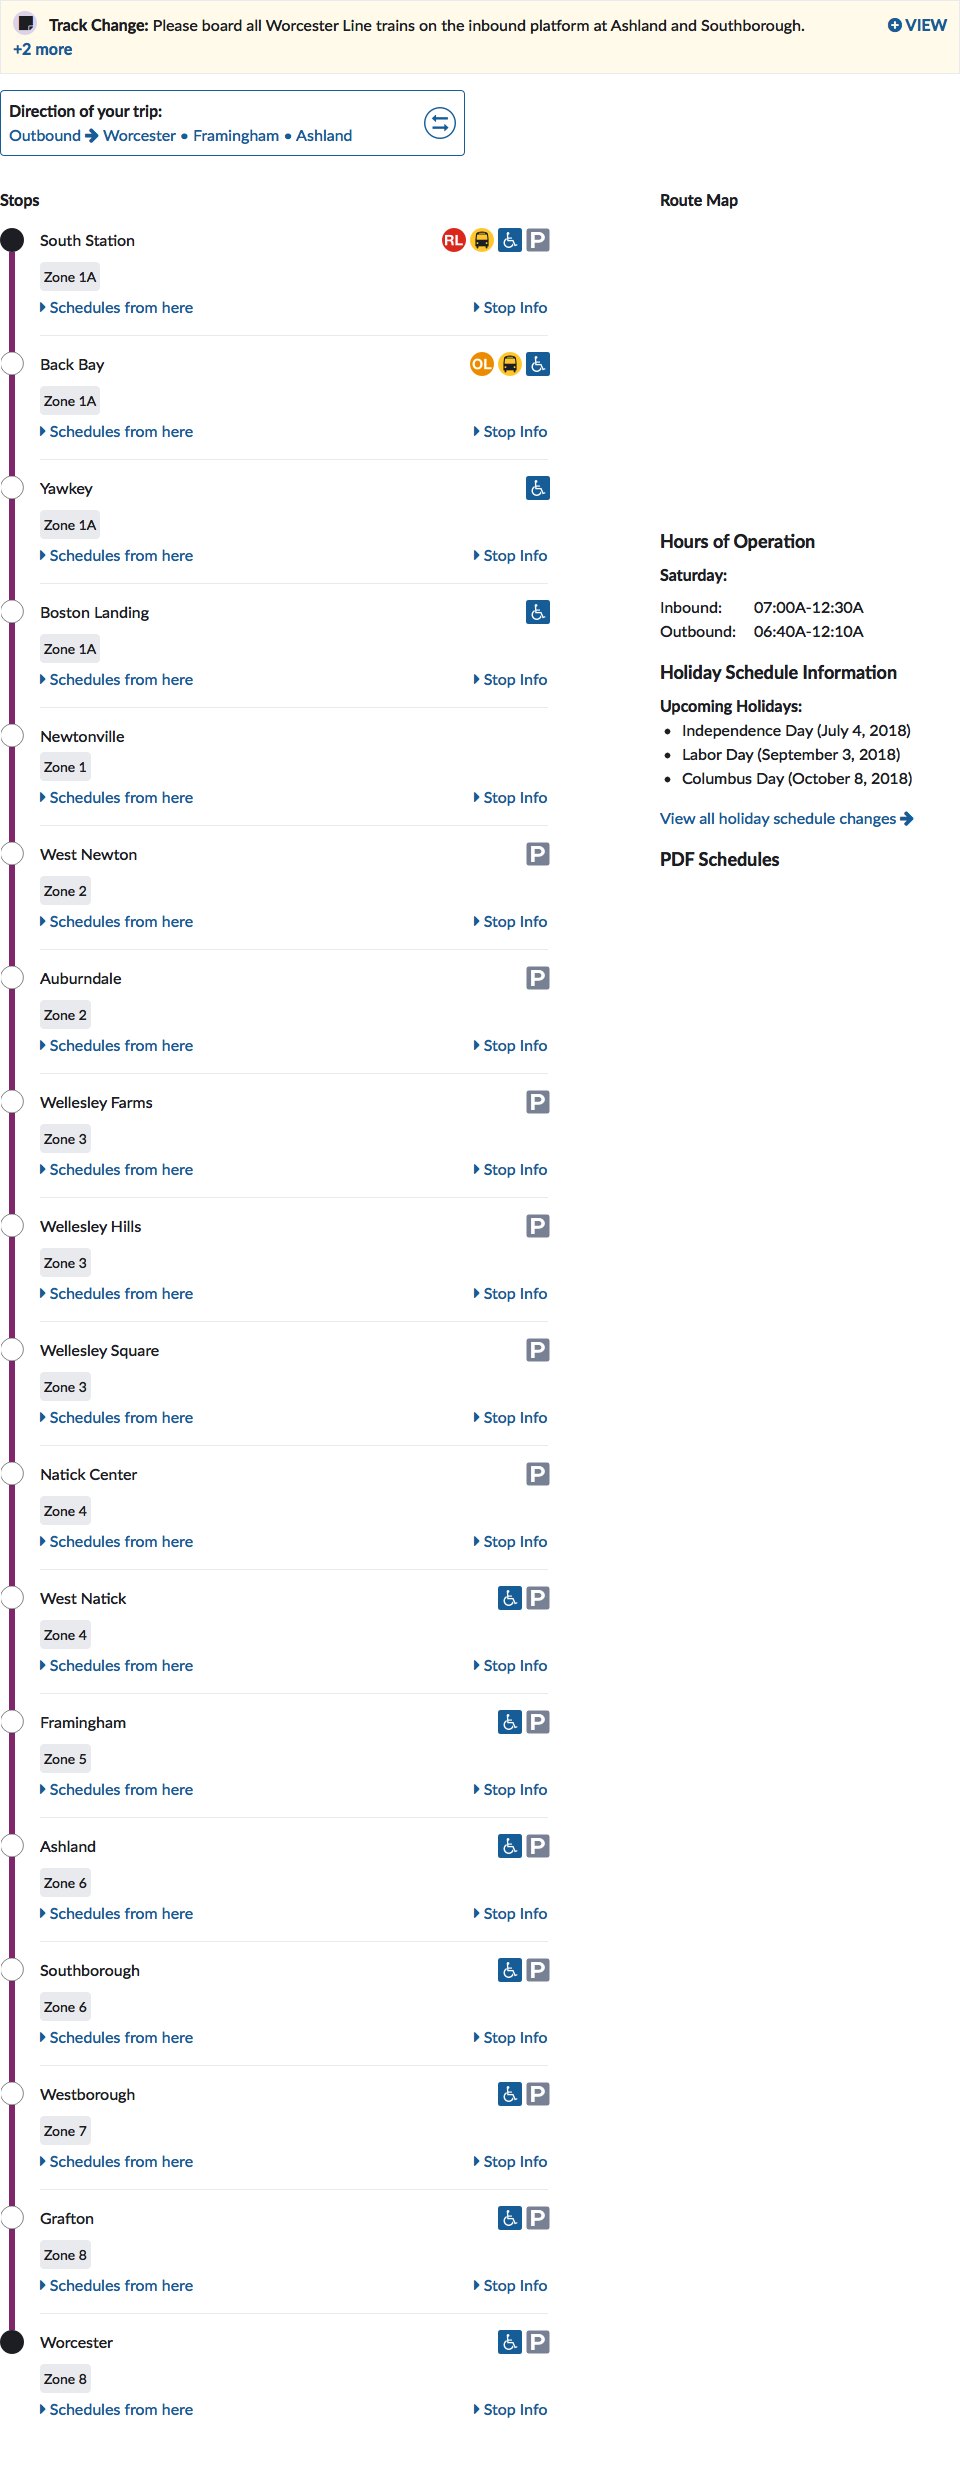 Track Change: Please board all Worcester Line trains on the inbound platform at Ashland and Southborough.
VIEW
+2 more
Direction of your trip:
Outbound Worcester • Framingham • Ashland
Stops
South Station
RL
P
Zone 1A
Schedules from here
Stop Info
Back Bay
OL
Zone 1A
Schedules from here
Stop Info
Yawkey
Zone 1A
Schedules from here
Stop Info
Boston Landing
Zone 1A
Schedules from here
Stop Info
Newtonville
Zone 1
Schedules from here
Stop Info
West Newton
P
Zone 2
Schedules from here
Stop Info
Auburndale
P
Zone 2
Schedules from here
Stop Info
Wellesley Farms
P
Zone 3
Schedules from here
Stop Info
Wellesley Hills
P
Zone 3
Schedules from here
Stop Info
Wellesley Square
P
Zone 3
Schedules from here
Stop Info
Natick Center
P
Zone 4
Schedules from here
Stop Info
West Natick
P
Zone 4
Schedules from here
Stop Info
Framingham
P
Zone 5
Schedules from here
Stop Info
Ashland
P
Zone 6
Schedules from here
Stop Info
Southborough
P
Zone 6
Schedules from here
Stop Info
Westborough
P
Zone 7
Schedules from here
Stop Info
Grafton
P
Zone 8
Schedules from here
Stop Info
Worcester
P
Zone 8
Schedules from here
Stop Info
Route Map
Hours of Operation
Saturday:
Inbound: 07:00A-12:30A
Outbound: 06:40A-12:10A
Holiday Schedule Information
Upcoming Holidays:
• Independence Day (July 4, 2018)
• Labor Day (September 3, 2018)
• Columbus Day (October 8, 2018)
View all holiday schedule changes
PDF Schedules